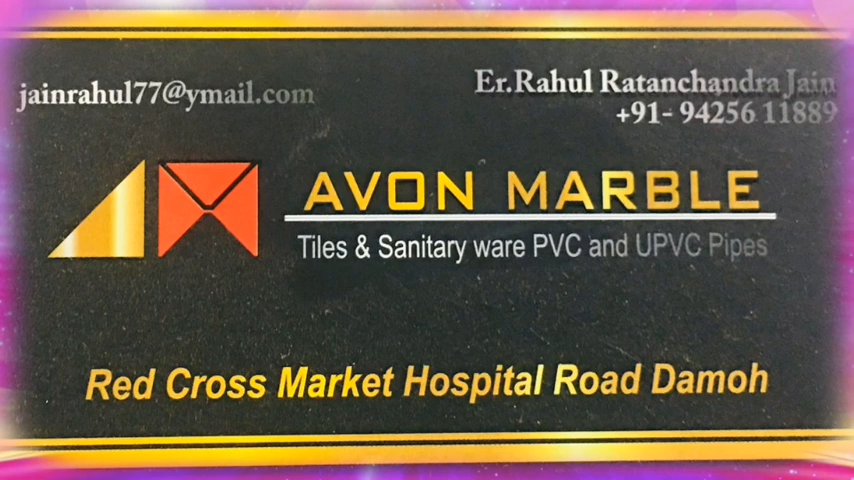 jainrahul77@ymail.com
Er.Rahul Ratanchandra Jain
+91- 94256 11889
AVON MARBLE
Tiles & Sanitary ware PVC and UPVC Pipes
Red Cross Market Hospital Road Damoh